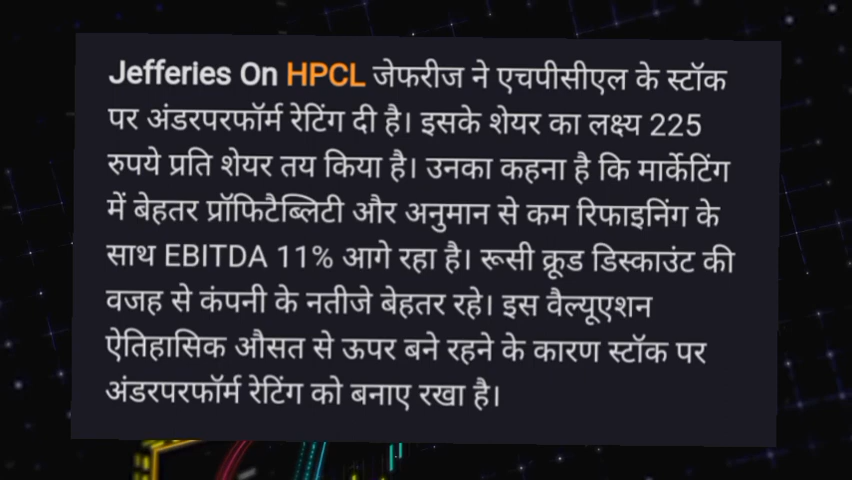 Jefferies On HPCL जेफरीज ने एचपीसीएल के स्टॉक
पर अंडरपरफॉर्म रेटिंग दी है। इसके शेयर का लक्ष्य 225
रुपये प्रति शेयर तय किया है। उनका कहना है कि मार्केटिंग
में बेहतर प्रॉफिटैब्लिटी और अनुमान से कम रिफाइनिंग के
साथ EBITDA 11% आगे रहा है। रूसी क्रूड डिस्काउंट की
वजह से कंपनी के नतीजे बेहतर रहे। इस वैल्यूएशन
ऐतिहासिक औसत से ऊपर बने रहने के कारण स्टॉक पर
अंडरपरफॉर्म रेटिंग को बनाए रखा है।